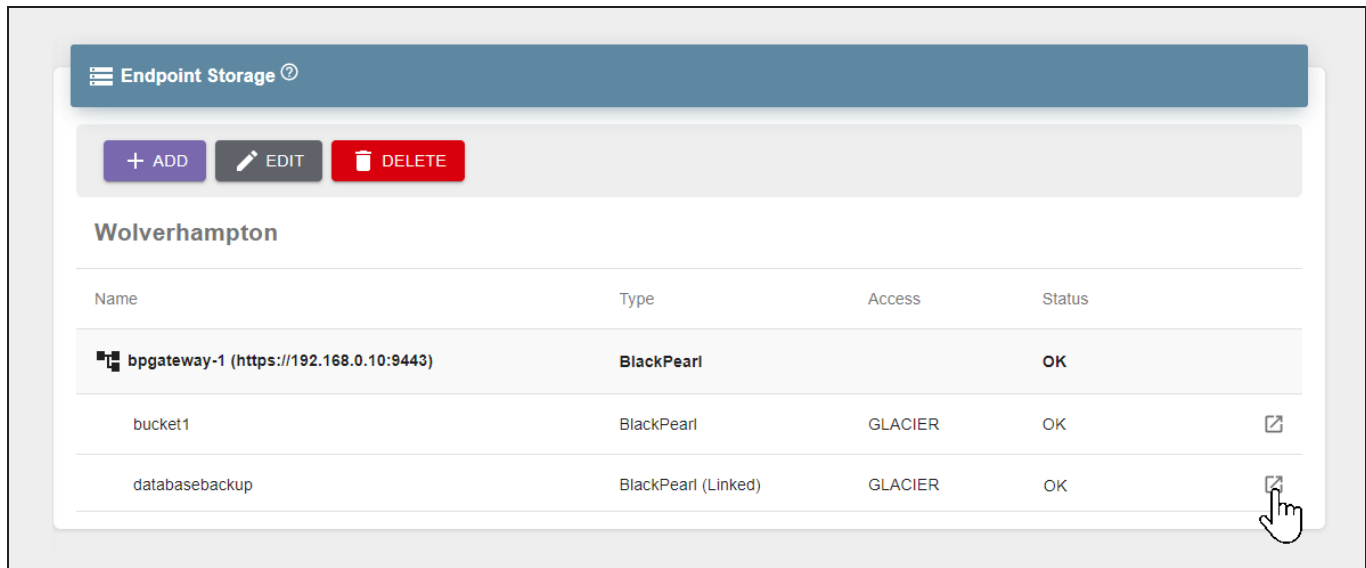 Endpoint Storage ?
+ ADD EDIT DELETE
Wolverhampton
Name Type Access Status
bpgateway-1 (https://192.168.0.10:9443) BlackPearl OK
bucket1 BlackPearl GLACIER OK
databasebackup BlackPearl (Linked) GLACIER OK